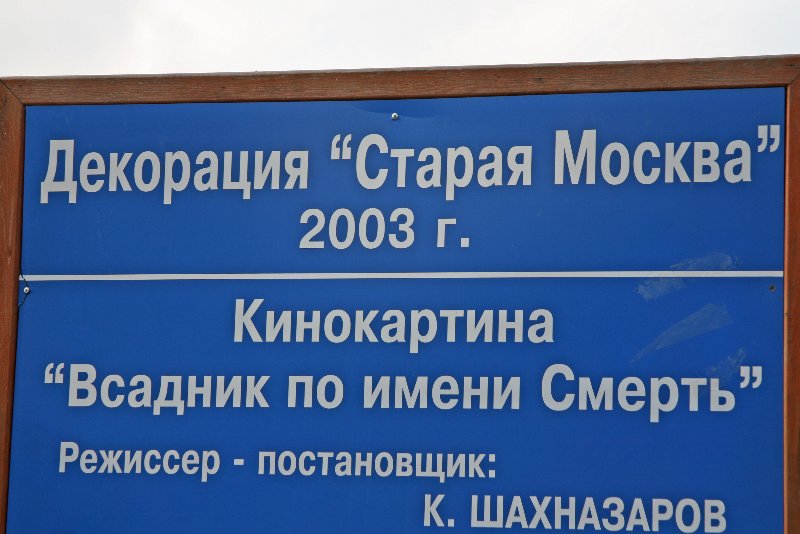 Декорация “Старая Москва”
2003 г.
Кинокартина
“Всадник по имени Смерть”
Режиссер - постановщик:
К. ШАХНАЗАРОВ